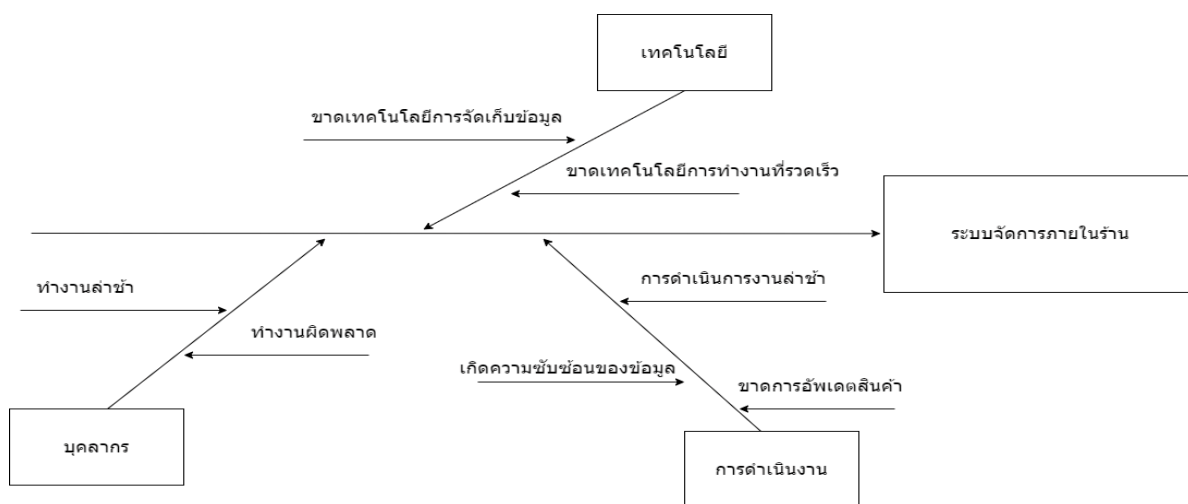 เทคโนโลยี
ขาดเทคโนโลยีการจัดเก็บข้อมูล
ขาดเทคโนโลยีการทำงานที่รวดเร็ว
ระบบจัดการภายในร้าน
ทำงานล่าช้า
การดำเนินการงานล่าช้า
ทำงานผิดพลาด
เกิดความซับซ้อนของข้อมูล
ขาดการอัพเดตสินค้า
บุคลากร
การดำเนินงาน